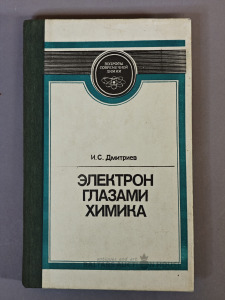 ВОПРОСЫ
СОВРЕМЕННОЙ
ХИМИИ
И.С. Дмитриев
ЭЛЕКТРОН
ГЛАЗАМИ
ХИМИКА